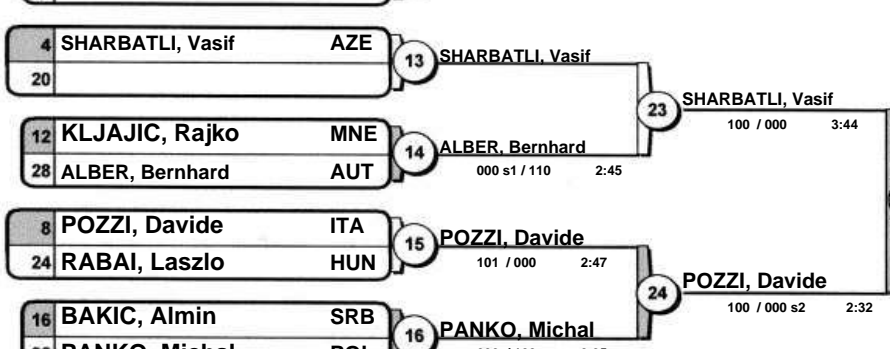 4 SHARBATLI, Vasif AZE
20
13 SHARBATLI, Vasif
12 KLJAJIC, Rajko MNE
28 ALBER, Bernhard AUT
14 ALBER, Bernhard
000 s1 / 110 2:45
23 SHARBATLI, Vasif
100 / 000 3:44
8 POZZI, Davide ITA
24 RABAI, Laszlo HUN
15 POZZI, Davide
101 / 000 2:47
16 BAKIC, Almin SRB
PANKO, Michal POL
16 PANKO, Michal
24 POZZI, Davide
100 / 000 s2 2:32